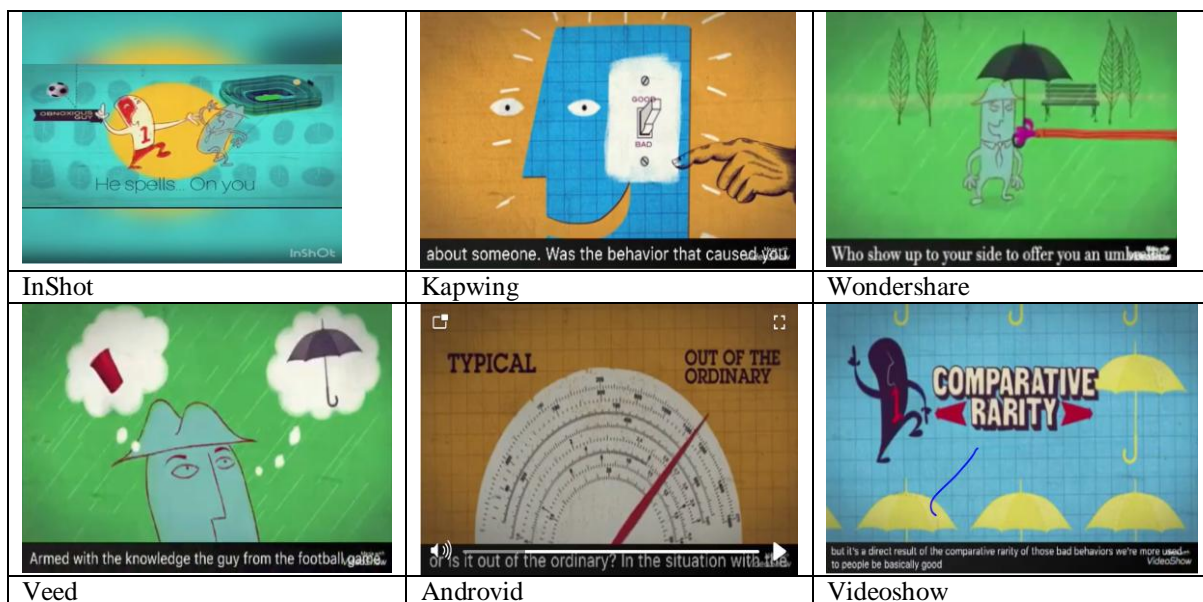 OBNOXIOUS
GUY
1
He spells... On you
InShOt
GOOD
BAD
about someone. Was the behavior that caused you
Who show up to your side to offer you an
InShot
Kapwing
Wondershare
Armed with the knowledge the guy from the football game
TYPICAL
OUT OF THE
ORDINARY
or is it out of the ordinary? In the situation with the
1
COMPARATIVE
RARITY
but it's a direct result of the comparative rarity of those bad behaviors we're more used
to people be basically good
VideoShow
Veed
Androvid
Videoshow